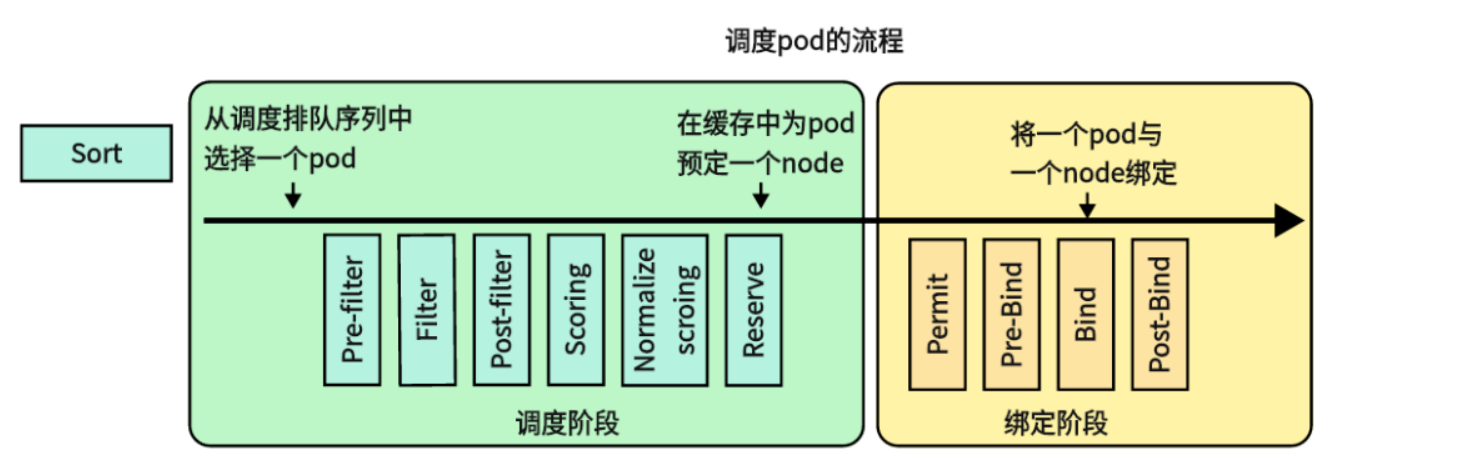 调度pod的流程
Sort
从调度排队序列中
选择一个pod
在缓存中为pod
预定一个node
将一个pod与
一个node绑定
Pre-filter
Filter
Post-filter
Scoring
Normalize
scroing
Reserve
Permit
Pre-Bind
Bind
Post-Bind
调度阶段
绑定阶段